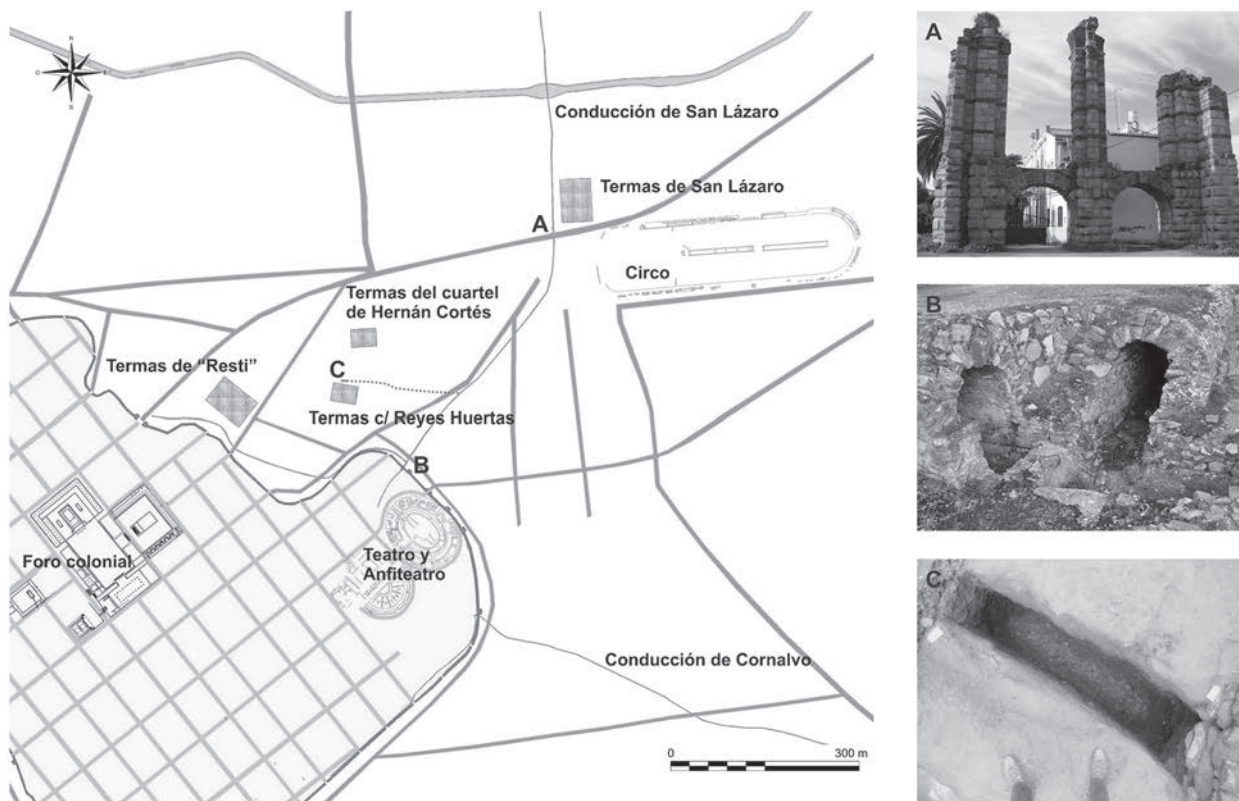 N
O
E
S
Conducción de San Lázaro
Termas de San Lázaro
A
Circo
Termas del cuartel
de Hernán Cortés
Termas de "Resti"
C
Termas c/ Reyes Huertas
B
Foro colonial
Teatro y
Anfiteatro
Conducción de Cornalvo
0
300 m
A
B
C